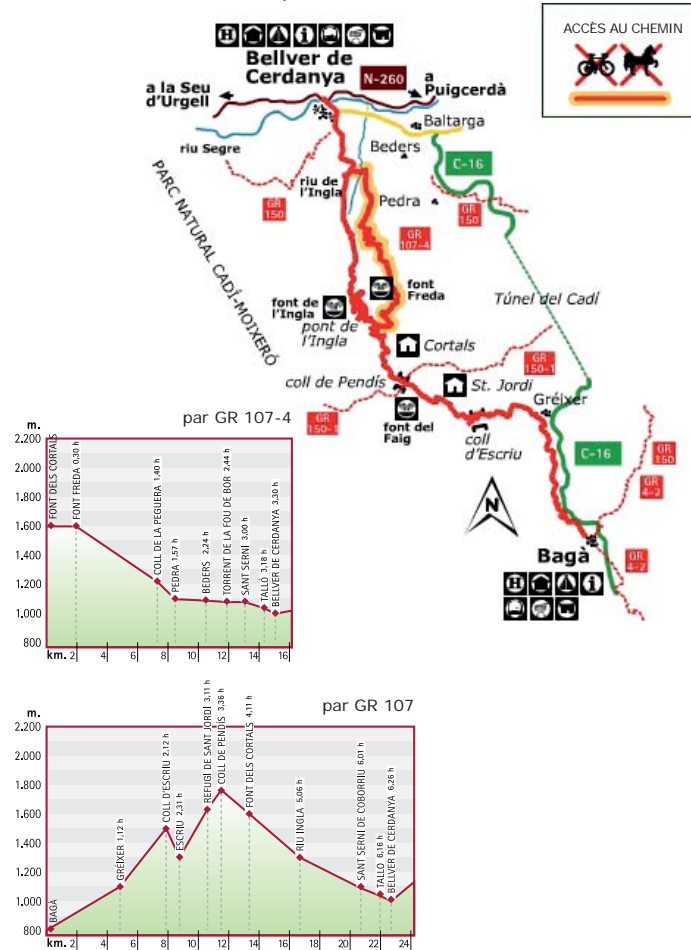 ACCÈS AU CHEMIN
H
i
Bellver de
Cerdanya
N-260
a
Puigcerdà
a la Seu
d'Urgell
Baltarga
riu Segre
Beders
C-16
PARC NATURAL CADÍ-MOIXERÓ
riu de
l'Ingla
Pedra
GR
150
GR
150
GR
107-4
font
Freda
font de
l'Ingla
Túnel del Cadí
pont de
l'Ingla
Cortals
GR
150-1
coll de Pendís
St. Jordi
Gréixer
GR
150-1
font del
Faig
coll
d'Escriu
C-16
GR
150
GR
4-2
N
Bagà
GR
4-2
H
i
par GR 107-4
m.
2.200
2.000
1.800
1.600
1.400
1.200
1.000
800
FONT DELS CORTALS
FONT FREDA 0,30 h
COLL DE LA PEGUERA 1,40 h
PEDRA 1,57 h
BEDERS 2,24 h
TORRENT DE LA FOU DE BOR 2,44 h
SANT SERNÍ 3,00 h
TALLÓ 3,18 h
BELLVER DE CERDANYA 3,30 h
km. 2 4 6 8 10 12 14 16
par GR 107
m.
2.200
2.000
1.800
1.600
1.400
1.200
1.000
800
BAGÀ
GRÉIXER 1,12 h
COLL D'ESCRIU 2,12 h
ESCRIU 2,31 h
REFUGI DE SANT JORDI 3,11 h
COLL DE PENDÍS 3,36 h
FONT DELS CORTALS 4,11 h
RIU INGLA 5,06 h
SANT SERNI DE COBORRIU 6,01 h
TALLÓ 6,16 h
BELLVER DE CERDANYA 6,26 h
km. 2 4 6 8 10 12 14 16 18 20 22 24